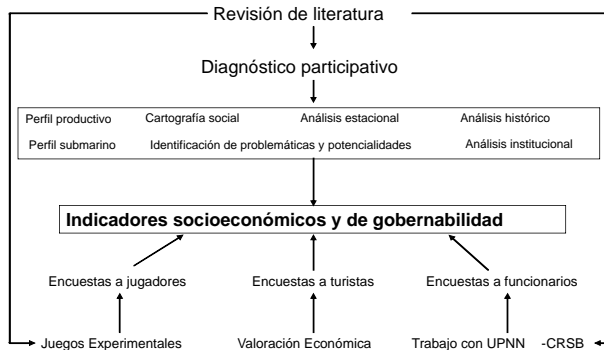 Revisión de literatura
Diagnóstico participativo
Perfil productivo Cartografía social Análisis estacional Análisis histórico
Perfil submarino Identificación de problemáticas y potencialidades Análisis institucional
Indicadores socioeconómicos y de gobernabilidad
Encuestas a jugadores Encuestas a turistas Encuestas a funcionarios
Juegos Experimentales Valoración Económica Trabajo con UPNN -CRSB